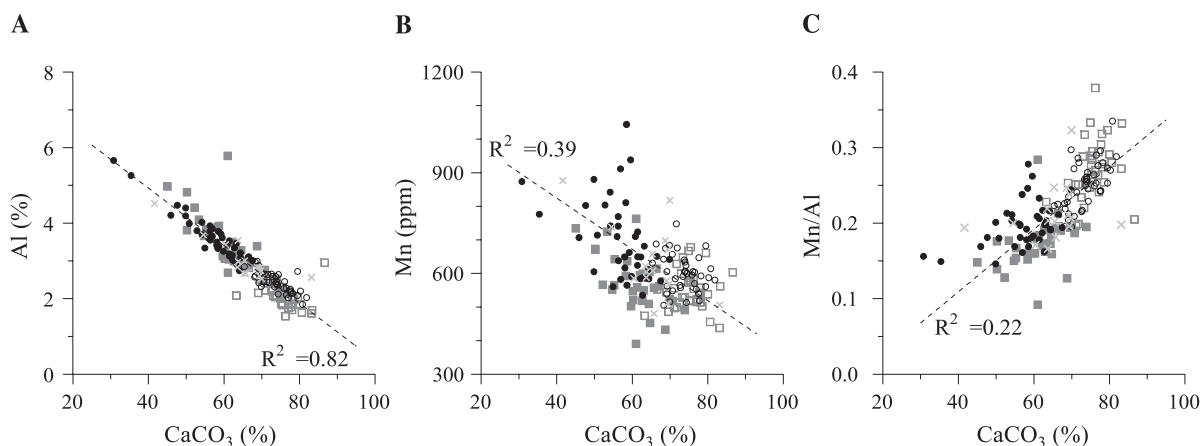 A
B
C
8
6
4
2
0
Al (%)
R² =0.82
20 40 60 80 100
CaCO₃ (%)
1200
900
600
300
Mn (ppm)
R² =0.39
20 40 60 80 100
CaCO₃ (%)
0.4
0.3
0.2
0.1
0.0
Mn/Al
R² =0.22
20 40 60 80 100
CaCO₃ (%)